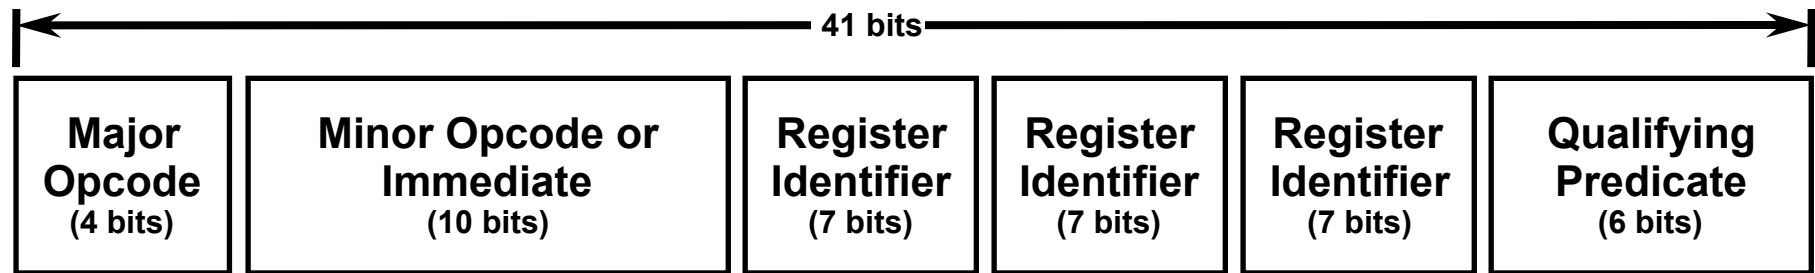 41 bits
Major
Opcode
(4 bits)
Minor Opcode or
Immediate
(10 bits)
Register
Identifier
(7 bits)
Register
Identifier
(7 bits)
Register
Identifier
(7 bits)
Qualifying
Predicate
(6 bits)